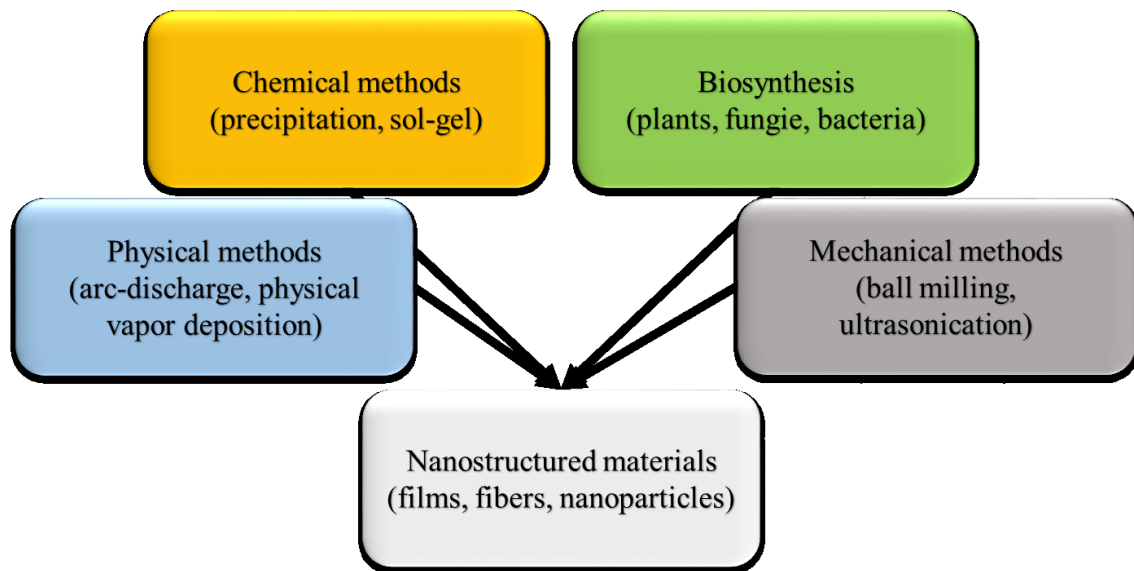 Chemical methods
(precipitation, sol-gel)
Biosynthesis
(plants, fungie, bacteria)
Physical methods
(arc-discharge, physical
vapor deposition)
Mechanical methods
(ball milling,
ultrasonication)
Nanostructured materials
(films, fibers, nanoparticles)